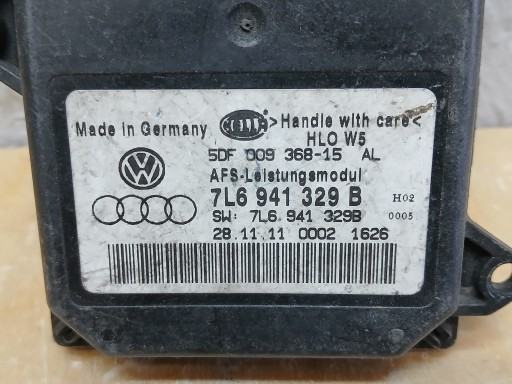 Made in Germany HELLA >Handle with care<
HLO W5
5DF 009 368-15 AL
AFS-Leistungsmodul
7L6 941 329 B H02
SW: 7L6 941 329B 0005
28.11.11 0002 1626